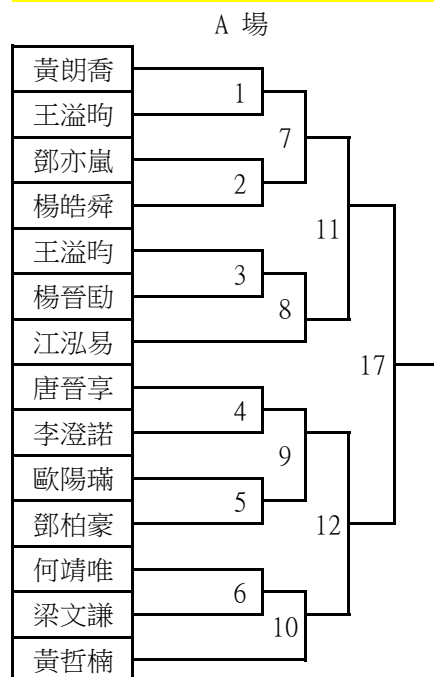 A 場
黃朗喬
1
王溢昫
7
鄧亦嵐
2
楊皓舜
11
王溢昀
3
楊晉勛
8
江泓易
17
唐晉享
4
李澄諾
9
歐陽璊
5
鄧柏豪
12
何靖唯
6
梁文謙
10
黃哲楠